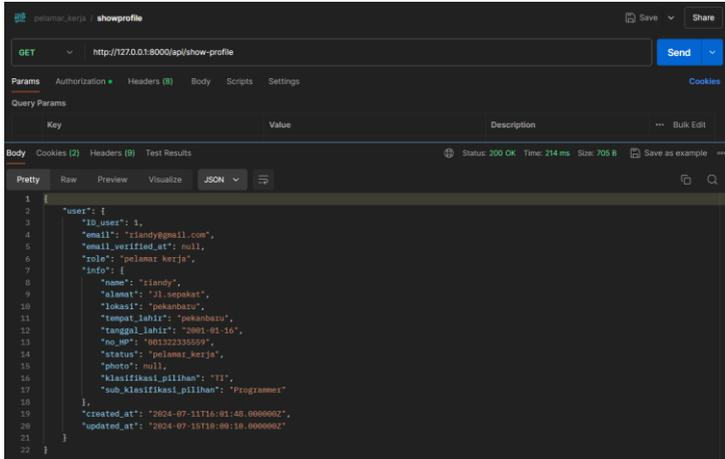 pelamar_kerja / showprofile Save Share
GET http://127.0.0.1:8000/api/show-profile Send
Params Authorization Headers (8) Body Scripts Settings Cookies
Query Params
Key Value Description Bulk Edit
Body Cookies (2) Headers (9) Test Results Status: 200 OK Time: 214 ms Size: 705 B Save as example
Pretty Raw Preview Visualize JSON
1 {
2 "user": {
3 "ID_user": 1,
4 "email": "riandy@gmail.com",
5 "email_verified_at": null,
6 "role": "pelamar kerja",
7 "info": {
8 "name": "riandy",
9 "alamat": "Jl.sepakat",
10 "lokasi": "pekanbaru",
11 "tempat_lahir": "pekanbaru",
12 "tanggal_lahir": "2001-01-16",
13 "no_HP": "081322335559",
14 "status": "pelamar_kerja",
15 "photo": null,
16 "klasifikasi_pilihan": "TI",
17 "sub_klasifikasi_pilihan": "Programmer"
18 },
19 "created_at": "2024-07-11T16:01:48.000000Z",
20 "updated_at": "2024-07-15T10:00:10.000000Z"
21 }
22 }